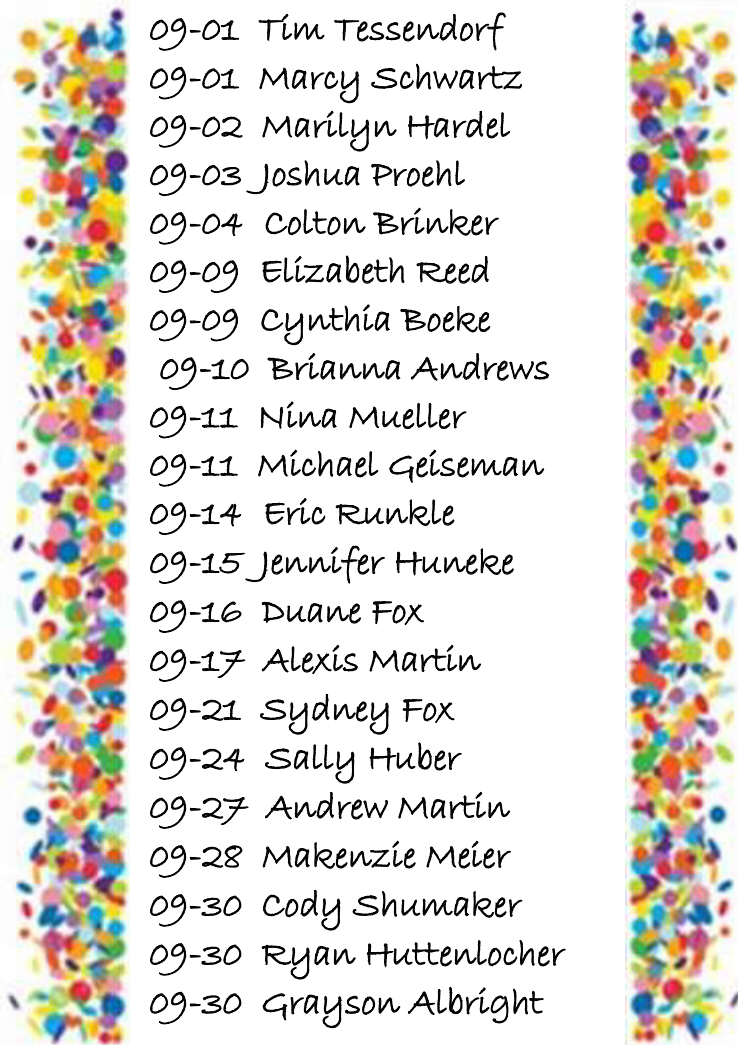 09-01 Tim Tessendorf
09-01 Marcy Schwartz
09-02 Marilyn Hardel
09-03 Joshua Proehl
09-04 Colton Brinker
09-09 Elizabeth Reed
09-09 Cynthia Boeke
09-10 Brianna Andrews
09-11 Nina Mueller
09-11 Michael Geiseman
09-14 Eric Runkle
09-15 Jennifer Huneke
09-16 Duane Fox
09-17 Alexis Martin
09-21 Sydney Fox
09-24 Sally Huber
09-27 Andrew Martin
09-28 Makenzie Meier
09-30 Cody Shumaker
09-30 Ryan Huttenlocher
09-30 Grayson Albright